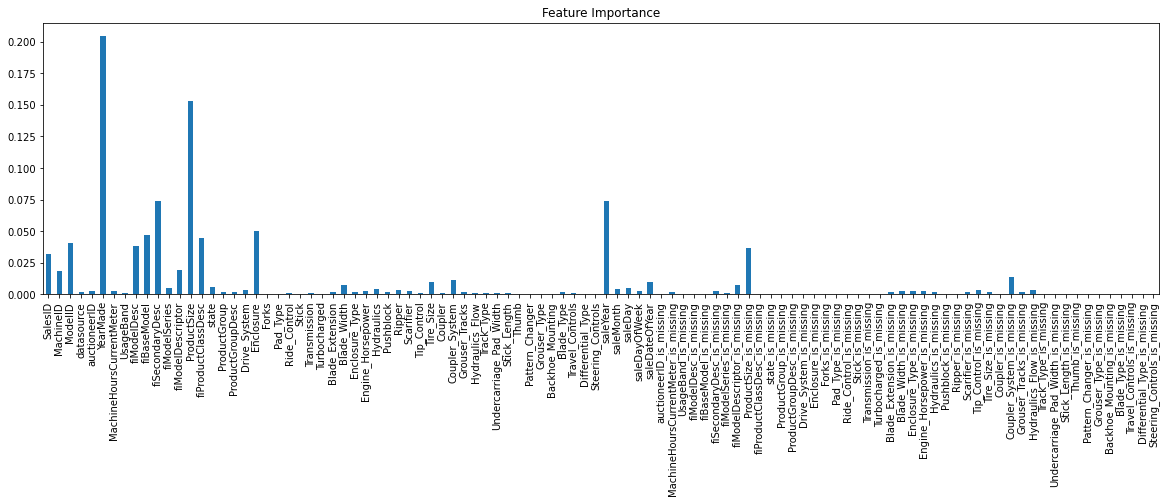 Feature Importance
0.200
0.175
0.150
0.125
0.100
0.075
0.050
0.025
0.000
SalesID
MachineID
ModelID
datasource
auctioneerID
YearMade
MachineHoursCurrentMeter
UsageBand
fiModelDesc
fiBaseModel
fiSecondaryDesc
fiModelSeries
fiModelDescriptor
ProductSize
fiProductClassDesc
state
ProductGroup
ProductGroupDesc
Drive_System
Enclosure
Forks
Pad_Type
Ride_Control
Stick
Transmission
Turbocharged
Blade_Extension
Blade_Width
Enclosure_Type
Engine_Horsepower
Hydraulics
Pushblock
Ripper
Scarifier
Tip_Control
Tire_Size
Coupler
Coupler_System
Grouser_Tracks
Hydraulics_Flow
Track_Type
Undercarriage_Pad_Width
Stick_Length
Thumb
Pattern_Changer
Grouser_Type
Backhoe_Mounting
Blade_Type
Travel_Controls
Differential_Type
Steering_Controls
saleYear
saleMonth
saleDay
saleDayOfWeek
saleDateOfYear
auctioneerID_is_missing
MachineHoursCurrentMeter_is_missing
UsageBand_is_missing
fiModelDesc_is_missing
fiBaseModel_is_missing
fiSecondaryDesc_is_missing
fiModelSeries_is_missing
fiModelDescriptor_is_missing
ProductSize_is_missing
fiProductClassDesc_is_missing
state_is_missing
ProductGroup_is_missing
ProductGroupDesc_is_missing
Drive_System_is_missing
Enclosure_is_missing
Forks_is_missing
Pad_Type_is_missing
Ride_Control_is_missing
Stick_is_missing
Transmission_is_missing
Turbocharged_is_missing
Blade_Extension_is_missing
Blade_Width_is_missing
Enclosure_Type_is_missing
Engine_Horsepower_is_missing
Hydraulics_is_missing
Pushblock_is_missing
Ripper_is_missing
Scarifier_is_missing
Tip_Control_is_missing
Tire_Size_is_missing
Coupler_is_missing
Coupler_System_is_missing
Grouser_Tracks_is_missing
Hydraulics_Flow_is_missing
Track_Type_is_missing
Undercarriage_Pad_Width_is_missing
Stick_Length_is_missing
Thumb_is_missing
Pattern_Changer_is_missing
Grouser_Type_is_missing
Backhoe_Mounting_is_missing
Blade_Type_is_missing
Travel_Controls_is_missing
Differential_Type_is_missing
Steering_Controls_is_missing